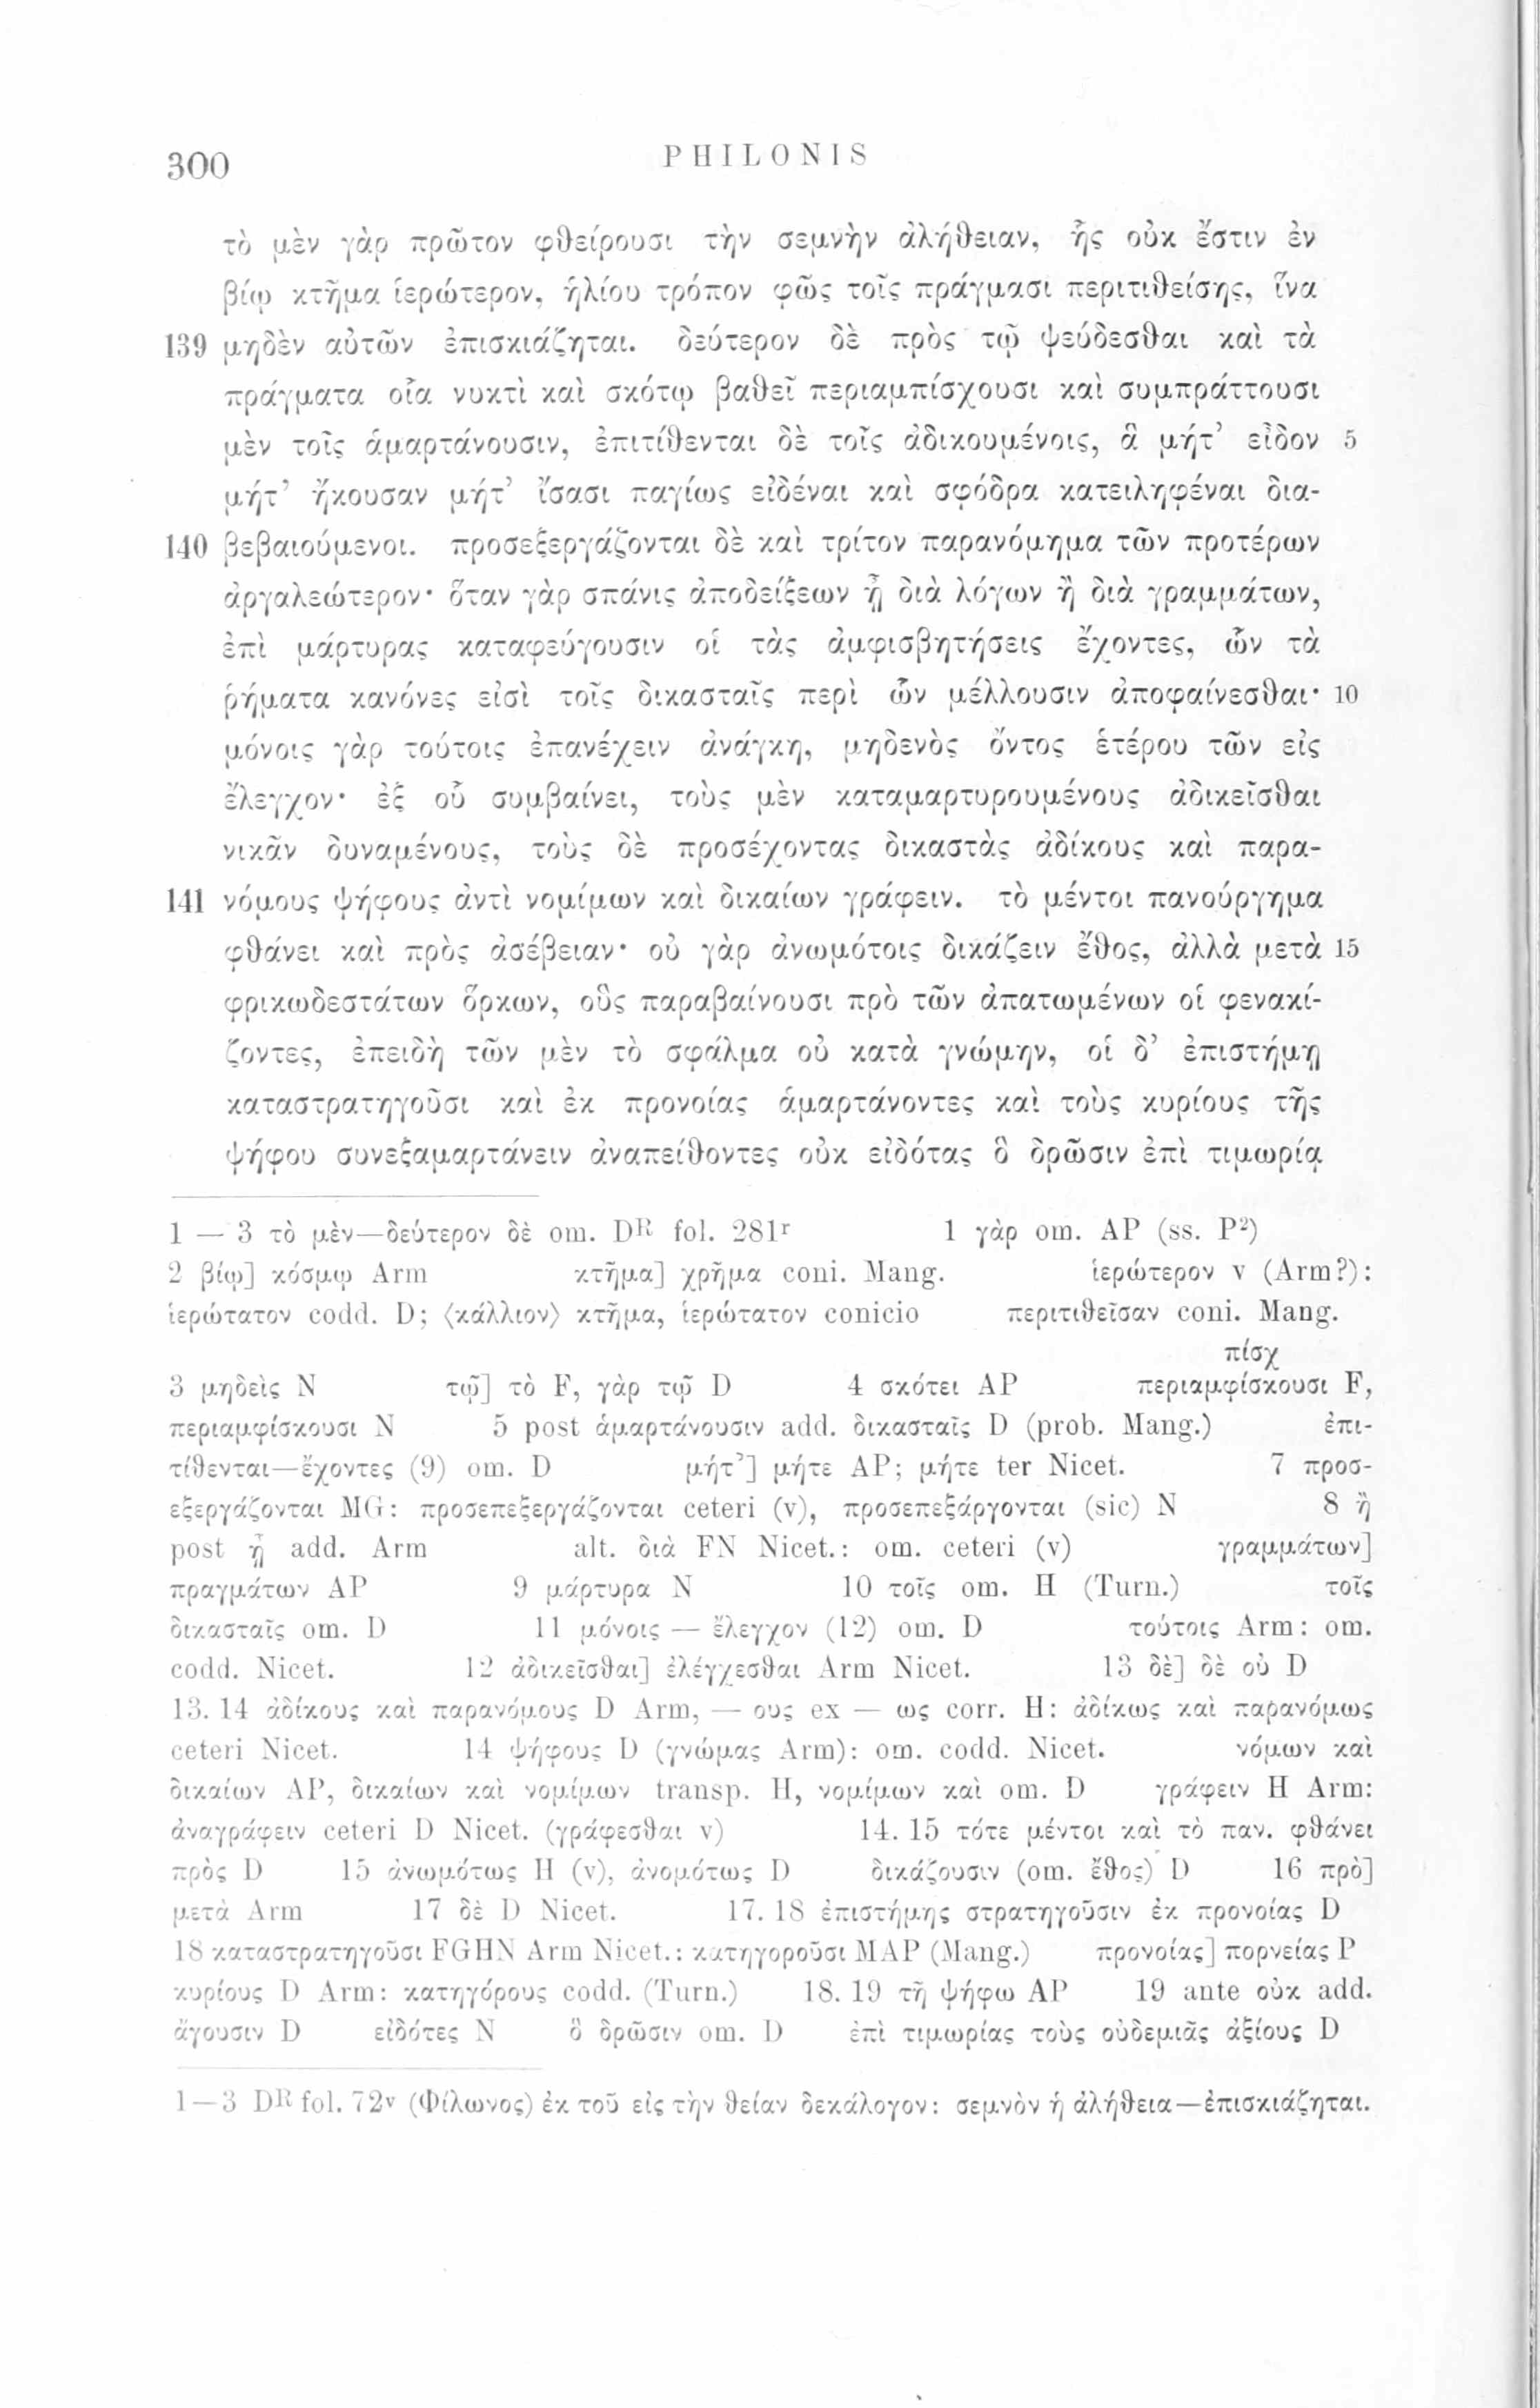 300 PHILONIS
τὸ μὲν γὰρ πρῶτον φθείρουσι τὴν σεμνὴν ἀλήθειαν, ἧς οὐκ ἔστιν ἐν
βίῳ κτῆμα ἱερώτερον, ἡλίου τρόπον φῶς τοῖς πράγμασι περιτιθείσης, ἵνα
139 μηδὲν αὐτῶν ἐπισκιάζηται. δεύτερον δὲ πρὸς τῷ ψεύδεσθαι καὶ τὰ
πράγματα οἷα νυκτὶ καὶ σκότῳ βαθεῖ περιαμπίσχουσι καὶ συμπράττουσι
μὲν τοῖς ἁμαρτάνουσιν, ἐπιτίθενται δὲ τοῖς ἀδικουμένοις, ἃ μήτ’ εἶδον 5
μήτ’ ἤκουσαν μήτ’ ἴσασι παγίως εἰδέναι καὶ σφόδρα κατειληφέναι δια-
140 βεβαιούμενοι. προσεξεργάζονται δὲ καὶ τρίτον παρανόμημα τῶν προτέρων
ἀργαλεώτερον· ὅταν γὰρ σπάνις ἀποδείξεων ᾖ διὰ λόγων ἢ διὰ γραμμάτων,
ἐπὶ μάρτυρας καταφεύγουσιν οἱ τὰς ἀμφισβητήσεις ἔχοντες, ὧν τὰ
ῥήματα κανόνες εἰσὶ τοῖς δικασταῖς περὶ ὧν μέλλουσιν ἀποφαίνεσθαι· 10
μόνοις γὰρ τούτοις ἐπανέχειν ἀνάγκη, μηδενὸς ὄντος ἑτέρου τῶν εἰς
ἔλεγχον· ἐξ οὗ συμβαίνει, τοὺς μὲν καταμαρτυρουμένους ἀδικεῖσθαι
νικᾶν δυναμένους, τοὺς δὲ προσέχοντας δικαστὰς ἀδίκους καὶ παρα-
141 νόμους ψήφους ἀντὶ νομίμων καὶ δικαίων γράφειν. τὸ μέντοι πανούργημα
φθάνει καὶ πρὸς ἀσέβειαν· οὐ γὰρ ἀνωμότοις δικάζειν ἔθος, ἀλλὰ μετὰ 15
φρικωδεστάτων ὅρκων, οὓς παραβαίνουσι πρὸ τῶν ἀπατωμένων οἱ φενακί-
ζοντες, ἐπειδὴ τῶν μὲν τὸ σφάλμα οὐ κατὰ γνώμην, οἱ δ’ ἐπιστήμῃ
καταστρατηγοῦσι καὶ ἐκ προνοίας ἁμαρτάνοντες καὶ τοὺς κυρίους τῆς
ψήφου συνεξαμαρτάνειν ἀναπείθοντες οὐκ εἰδότας ὃ δρῶσιν ἐπὶ τιμωρίᾳ
1 — 3 τὸ μὲν—δεύτερον δὲ om. Dᴿ fol. 281ʳ 1 γὰρ om. AP (ss. P²)
2 βίῳ] κόσμῳ Arm κτῆμα] χρῆμα coni. Mang. ἱερώτερον v (Arm?):
ἱερώτατον codd. D; ⟨κάλλιον⟩ κτῆμα, ἱερώτατον conicio περιτιθεῖσαν coni. Mang.
πίσχ
3 μηδεὶς N τῷ] τὸ F, γὰρ τῷ D 4 σκότει AP περιαμφίσκουσι F,
περιαμφίσκουσι N 5 post ἁμαρτάνουσιν add. δικασταῖς D (prob. Mang.) ἐπι-
τίθενται—ἔχοντες (9) om. D μήτ’] μήτε AP; μήτε ter Nicet. 7 προσ-
εξεργάζονται MG: προσεπεξεργάζονται ceteri (v), προσεπεξάργονται (sic) N 8 ἢ
post ᾖ add. Arm alt. διὰ FN Nicet.: om. ceteri (v) γραμμάτων]
πραγμάτων AP 9 μάρτυρα N 10 τοῖς om. H (Turn.) τοῖς
δικασταῖς om. D 11 μόνοις — ἔλεγχον (12) om. D τούτοις Arm: om.
codd. Nicet. 12 ἀδικεῖσθαι] ἐλέγχεσθαι Arm Nicet. 13 δὲ] δὲ οὐ D
13. 14 ἀδίκους καὶ παρανόμους D Arm, — ους ex — ως corr. H: ἀδίκως καὶ παρανόμως
ceteri Nicet. 14 ψήφους D (γνώμας Arm): om. codd. Nicet. νόμων καὶ
δικαίων AP, δικαίων καὶ νομίμων transp. H, νομίμων καὶ om. D γράφειν H Arm:
ἀναγράφειν ceteri D Nicet. (γράφεσθαι v) 14. 15 τότε μέντοι καὶ τὸ παν. φθάνει
πρὸς D 15 ἀνωμότως H (v), ἀνομότως D δικάζουσιν (om. ἔθος) D 16 πρὸ]
μετὰ Arm 17 δὲ D Nicet. 17. 18 ἐπιστήμης στρατηγοῦσιν ἐκ προνοίας D
18 καταστρατηγοῦσι FGHN Arm Nicet.: κατηγοροῦσι MAP (Mang.) προνοίας] πορνείας P
κυρίους D Arm: κατηγόρους codd. (Turn.) 18. 19 τῇ ψήφω AP 19 ante οὐκ add.
ἄγουσιν D εἰδότες N ὃ δρῶσιν om. D ἐπὶ τιμωρίας τοὺς οὐδεμιᾶς ἀξίους D
1—3 Dᴿ fol. 72ᵛ (Φίλωνος) ἐκ τοῦ εἰς τὴν θείαν δεκάλογον: σεμνὸν ἡ ἀλήθεια—ἐπισκιάζηται.